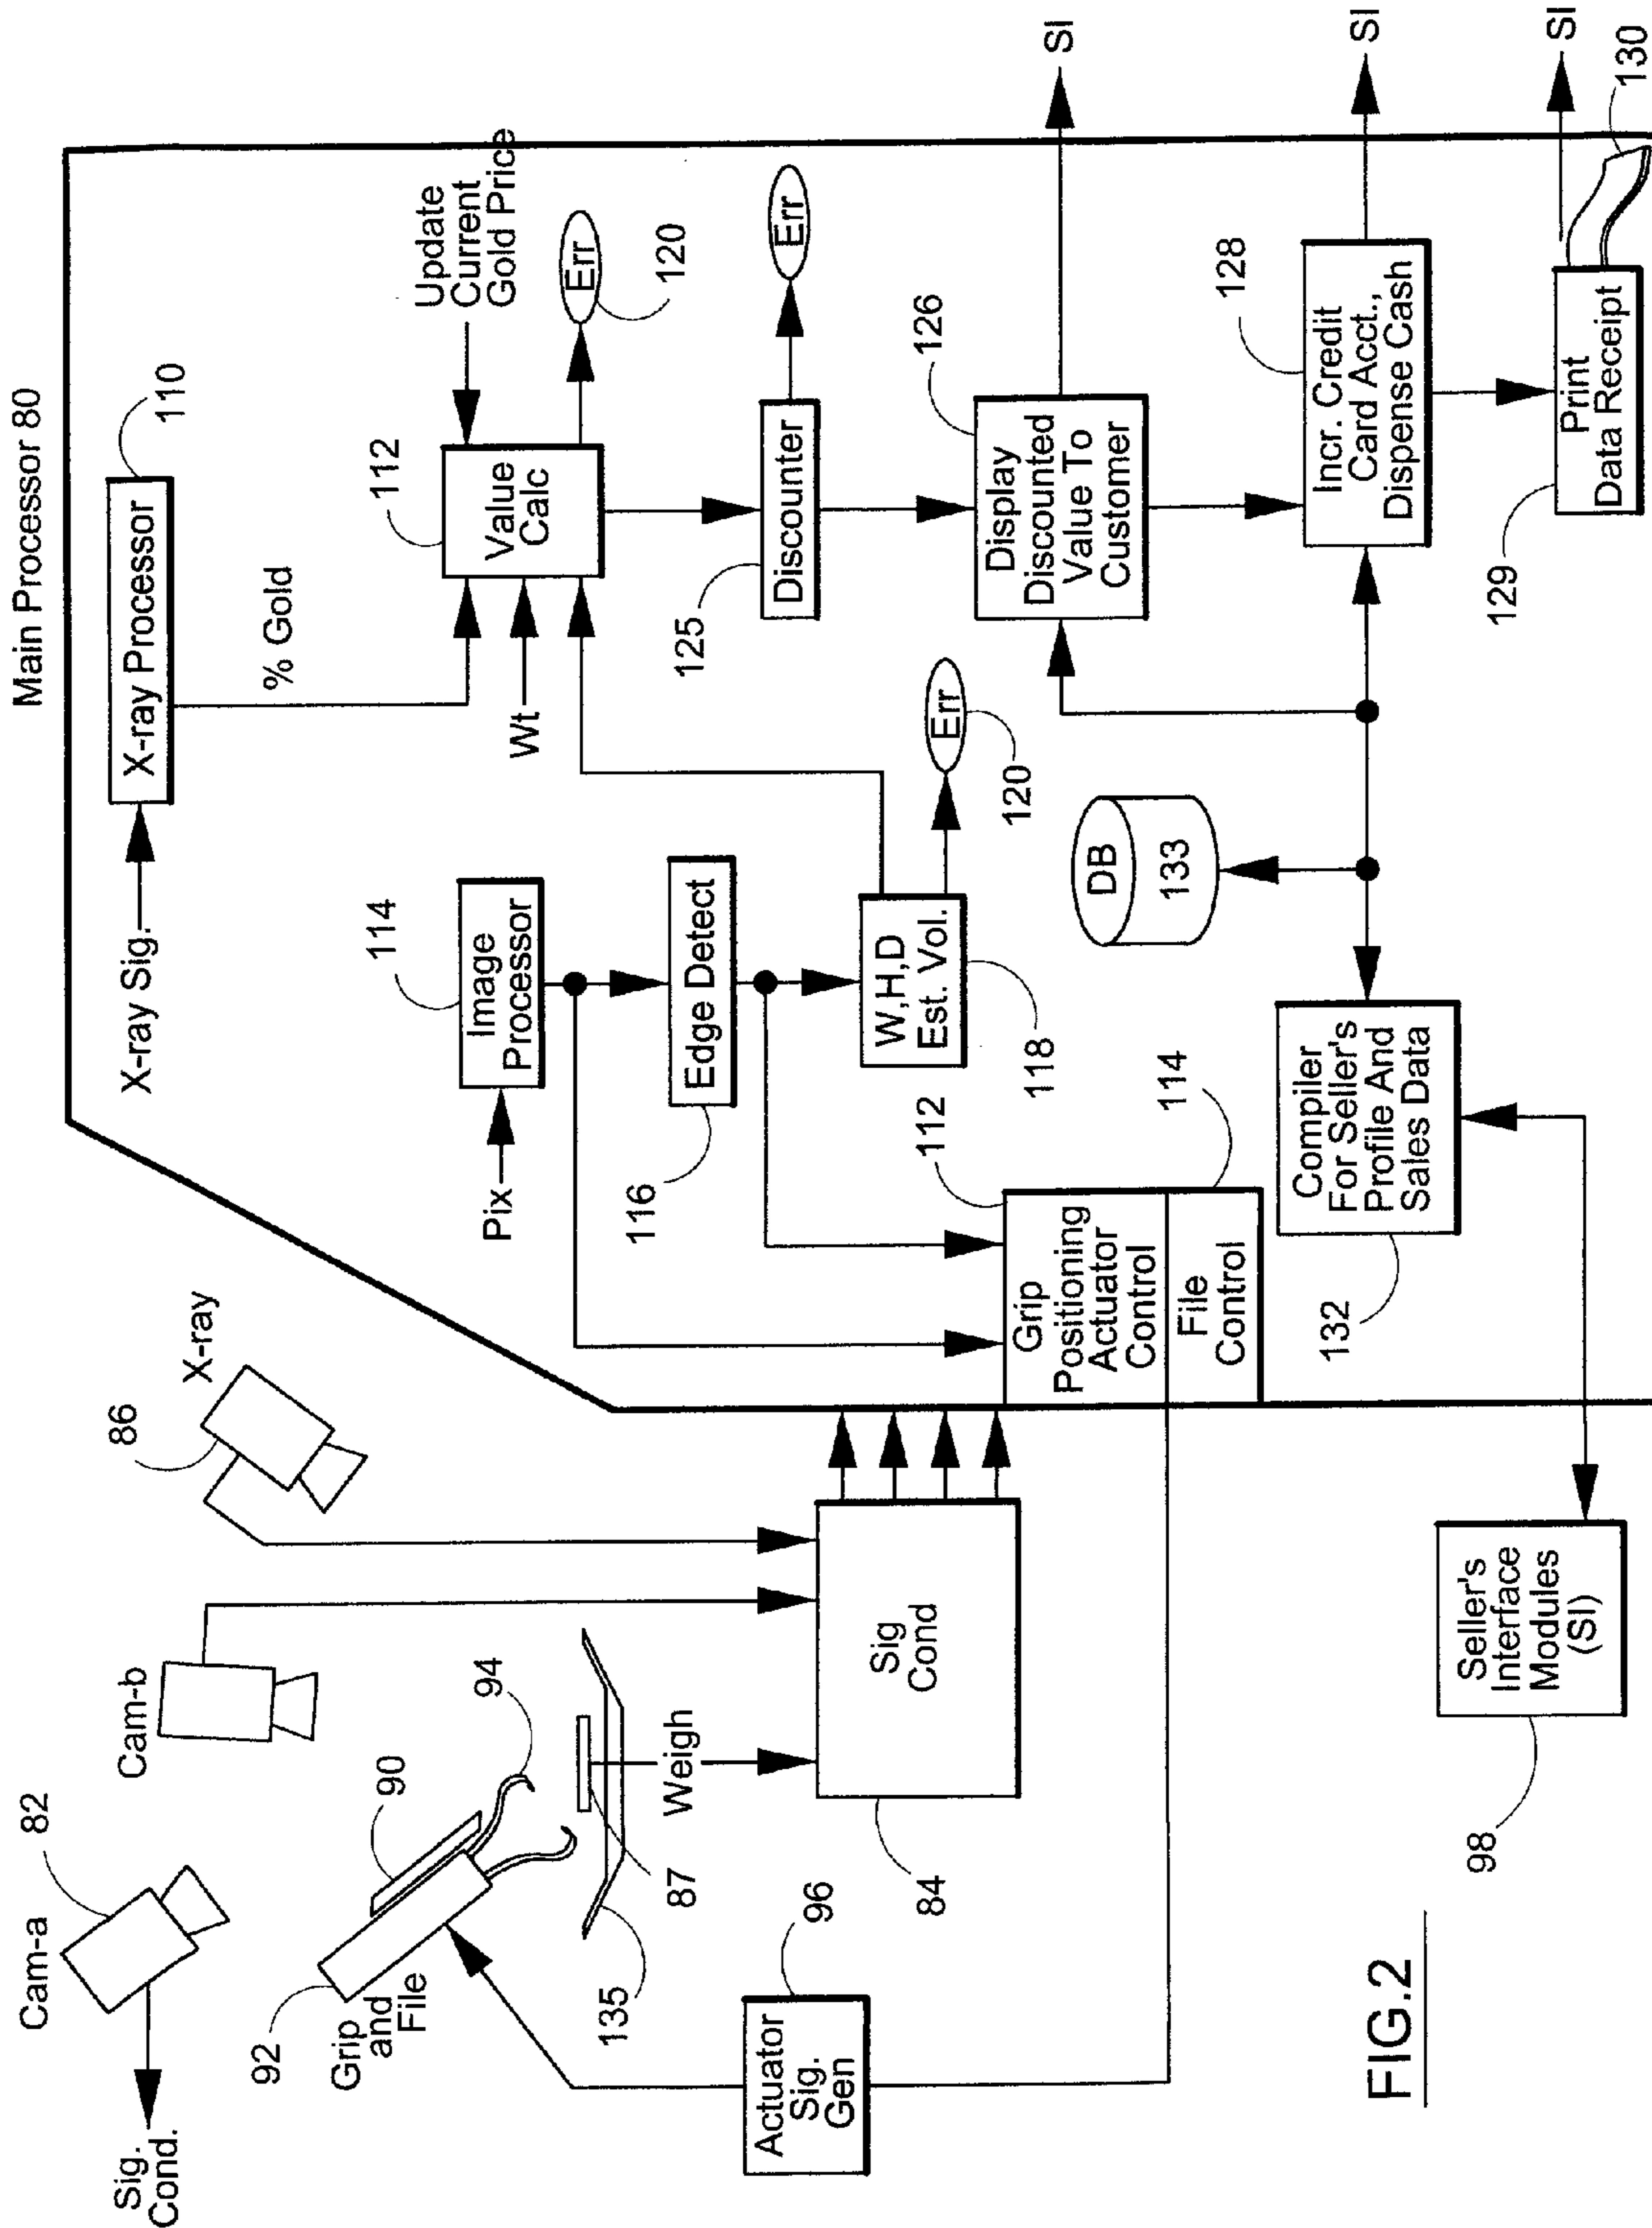 Main Processor 80
X-ray Sig.
X-ray Processor
110
% Gold
Update
Current
Gold Price
Wt
112
Value
Calc
Err
120
Pix
114
Image
Processor
116
Edge Detect
W,H,D
Est. Vol.
118
Err
120
125
Discounter
Err
126
Display
Discounted
Value To
Customer
SI
DB
133
128
Incr. Credit
Card Acct.,
Dispense Cash
SI
129
Print
Data Receipt
130
SI
112
Grip
Positioning
Actuator
Control
114
File
Control
Compiler
For Seller's
Profile And
Sales Data
132
Sig.
Cond.
Cam-a
82
Cam-b
X-ray
86
92
Grip
and
File
90
94
Weigh
87
135
Sig
Cond
84
Actuator
Sig.
Gen
96
Seller's
Interface
Modules
(SI)
98
FIG.2